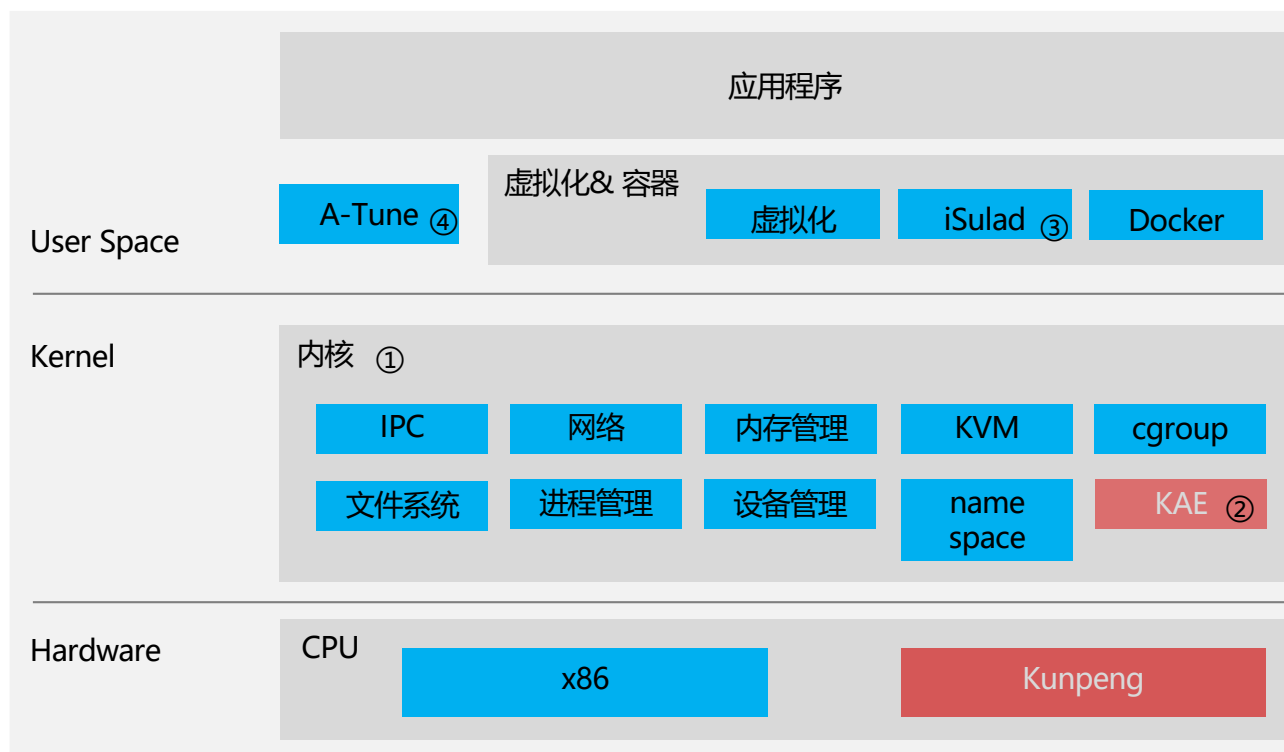 应用程序
虚拟化& 容器
A-Tune ④
虚拟化
iSulad ③
Docker
User Space
Kernel
内核 ①
IPC
网络
内存管理
KVM
cgroup
文件系统
进程管理
设备管理
name
space
KAE ②
Hardware
CPU
x86
Kunpeng